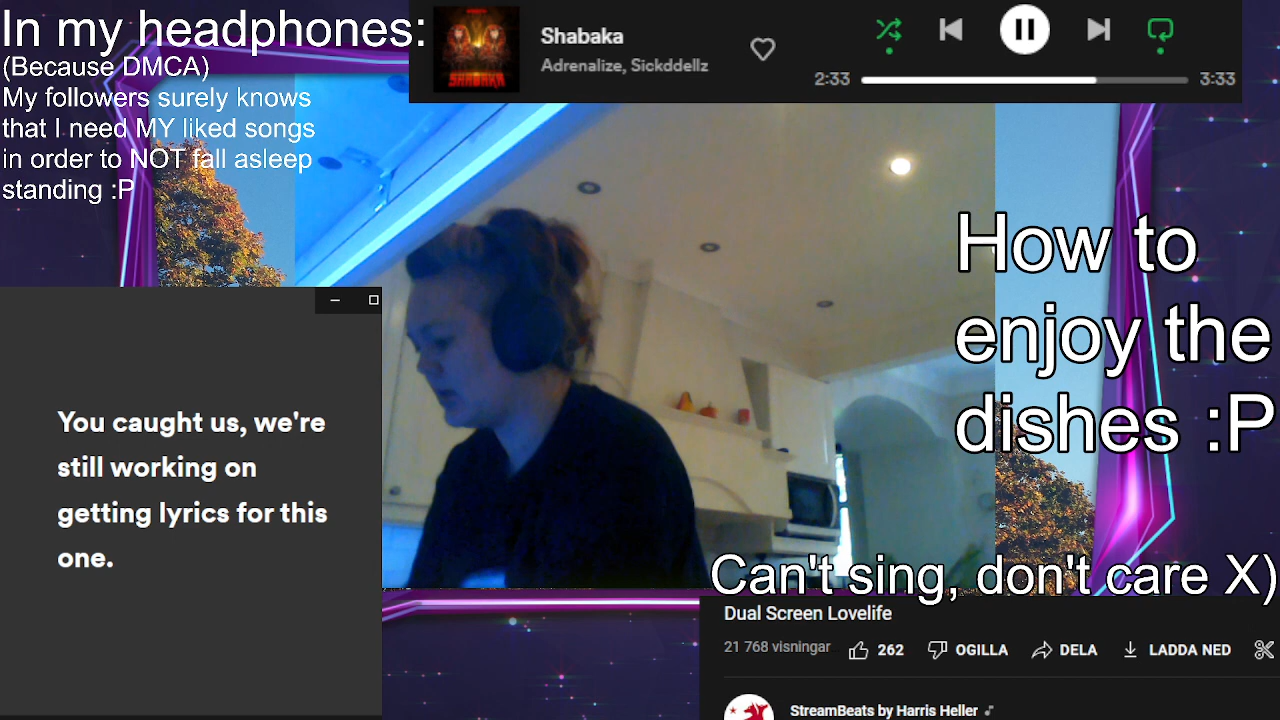 In my headphones:
(Because DMCA)
My followers surely knows
that I need MY liked songs
in order to NOT fall asleep
standing :P
Shabaka
Adrenalize, Sickddellz
2:33
3:33
SHABAKA
How to
enjoy the
dishes :P
You caught us, we're
still working on
getting lyrics for this
one.
Can't sing, don't care X)
Dual Screen Lovelife
21 768 visningar
262
OGILLA
DELA
LADDA NED
StreamBeats by Harris Heller